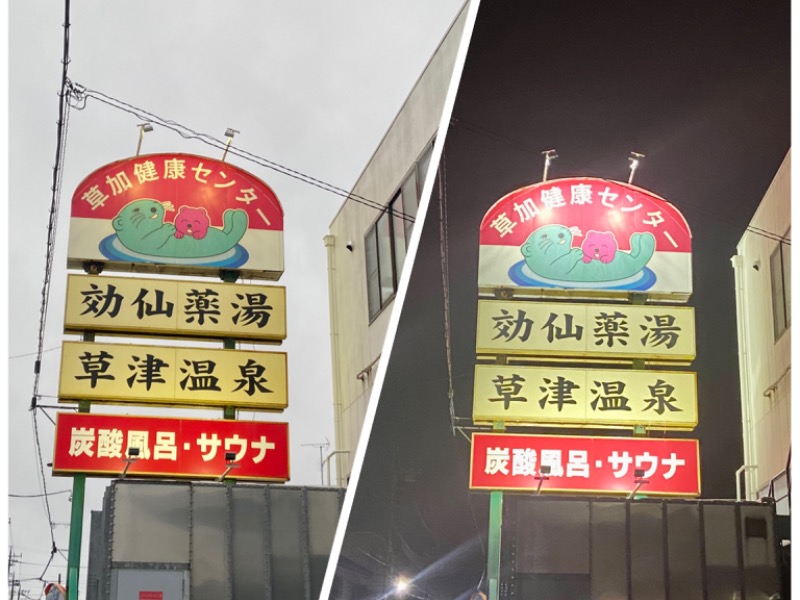 草加健康センター
効仙薬湯
草津温泉
炭酸風呂・サウナ
草加健康センター
効仙薬湯
草津温泉
炭酸風呂・サウナ